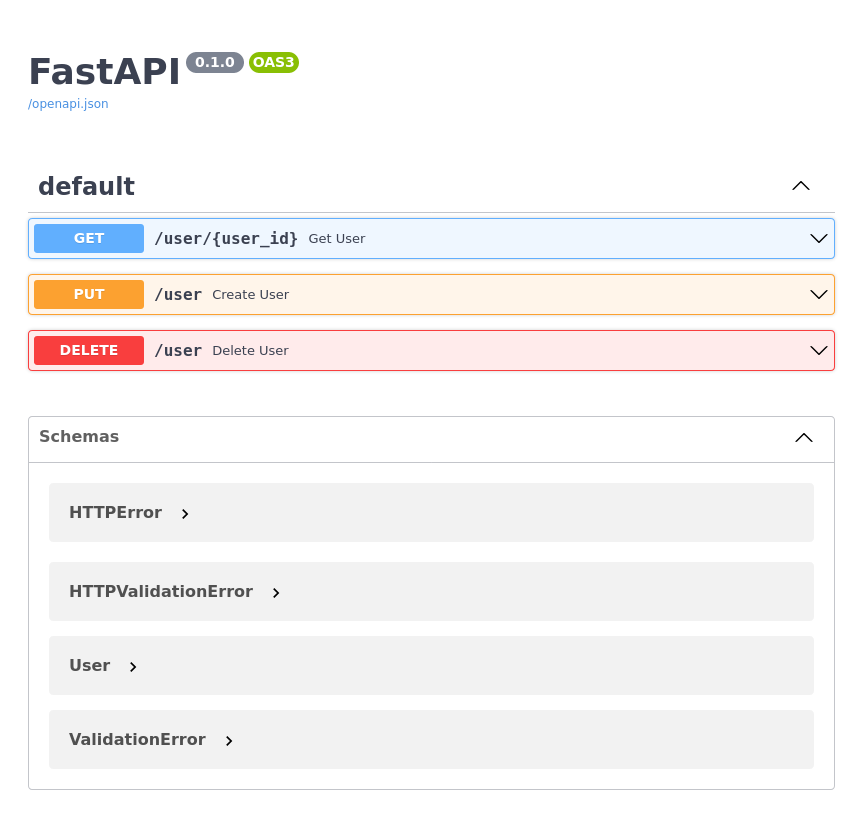 FastAPI 0.1.0 OAS3
/openapi.json
default
GET /user/{user_id} Get User
PUT /user Create User
DELETE /user Delete User
Schemas
HTTPError
HTTPValidationError
User
ValidationError